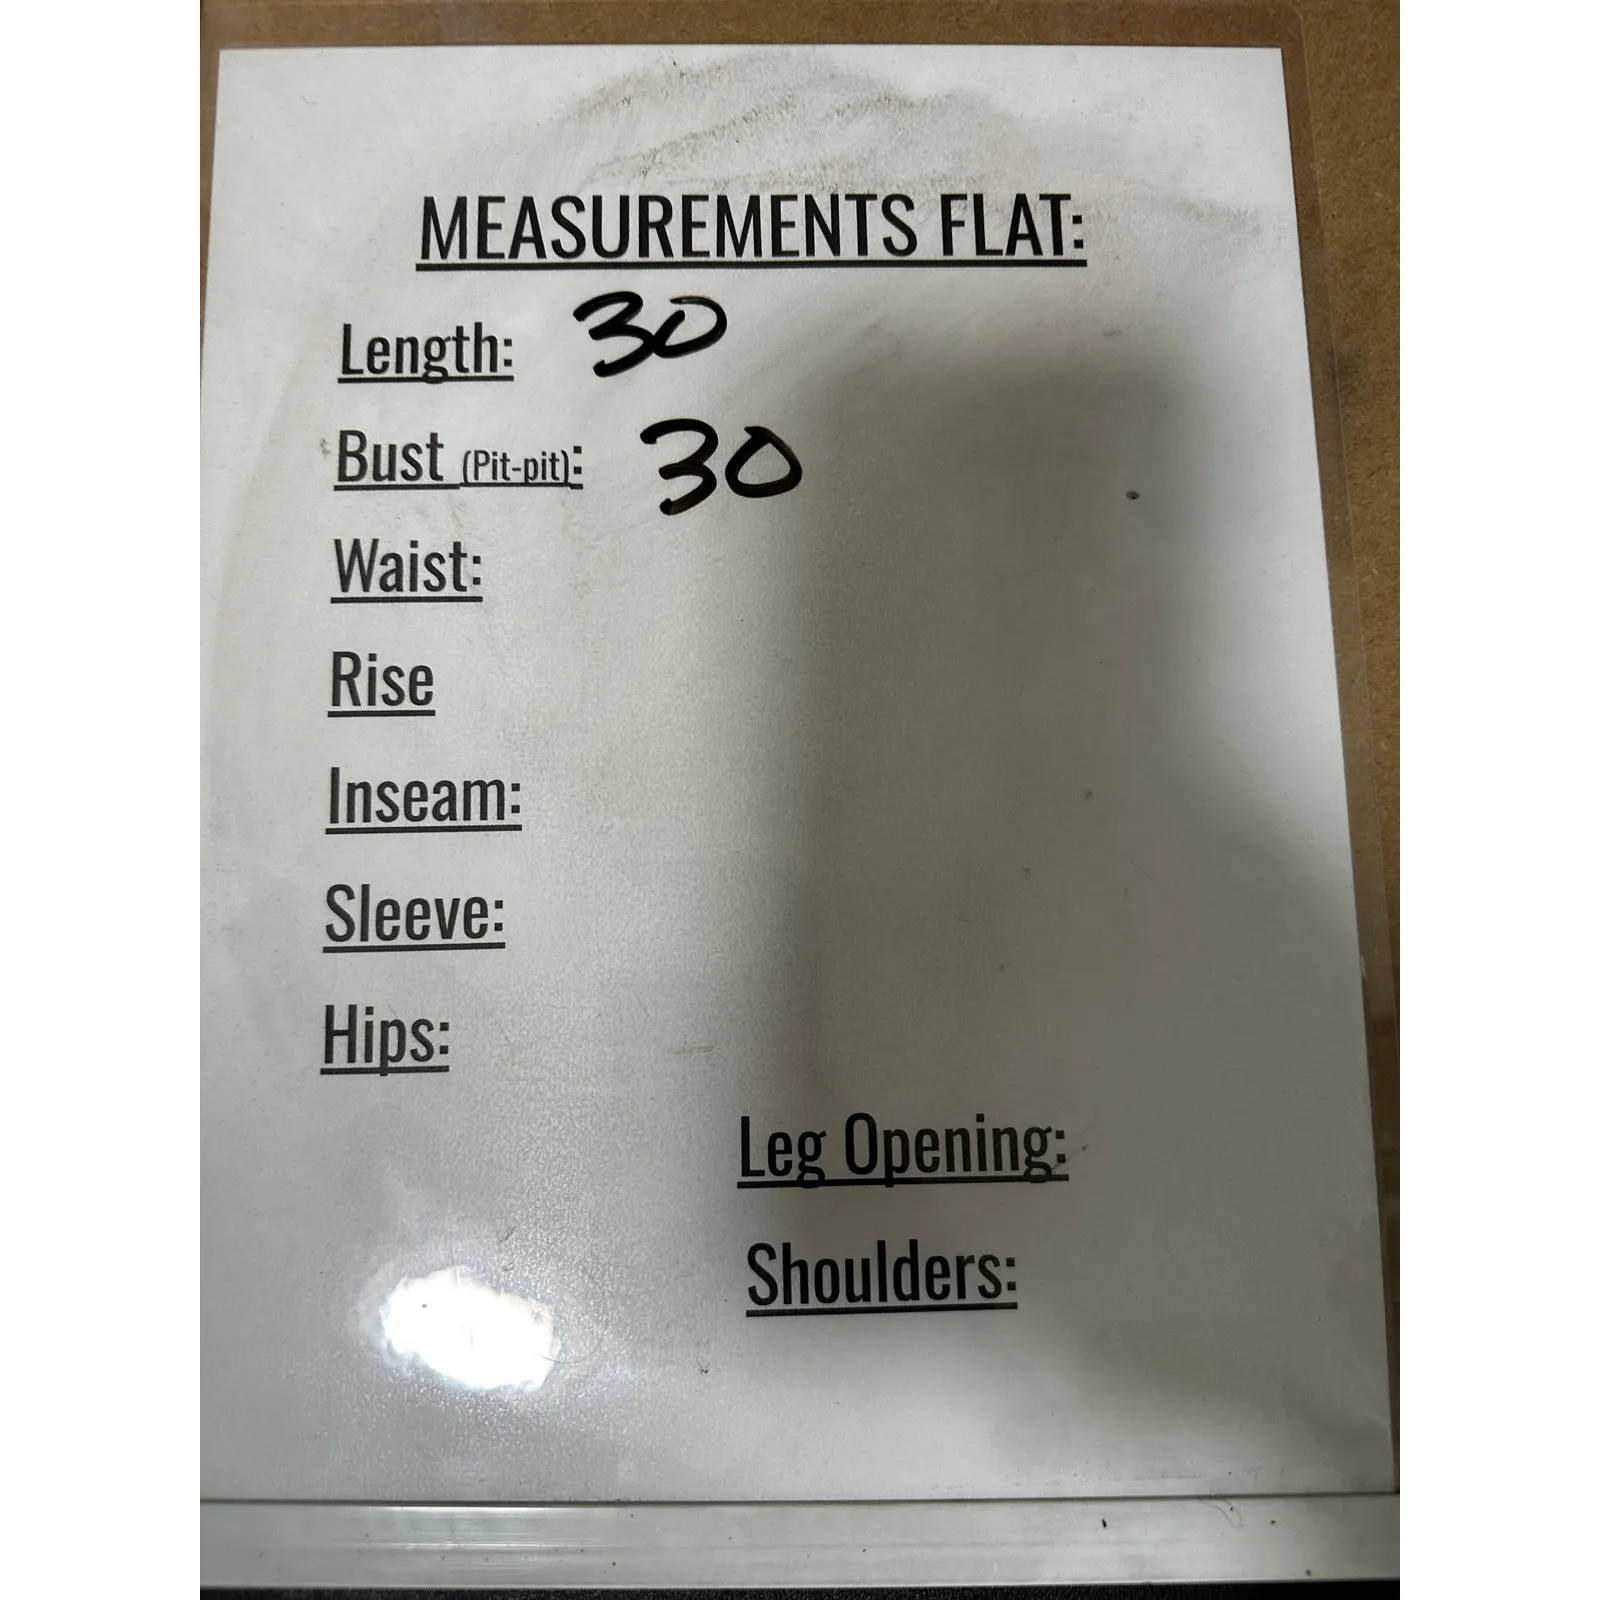 MEASUREMENTS FLAT:
Length: 30
Bust (Pit-pit): 30
Waist:
Rise
Inseam:
Sleeve:
Hips:
Leg Opening:
Shoulders: